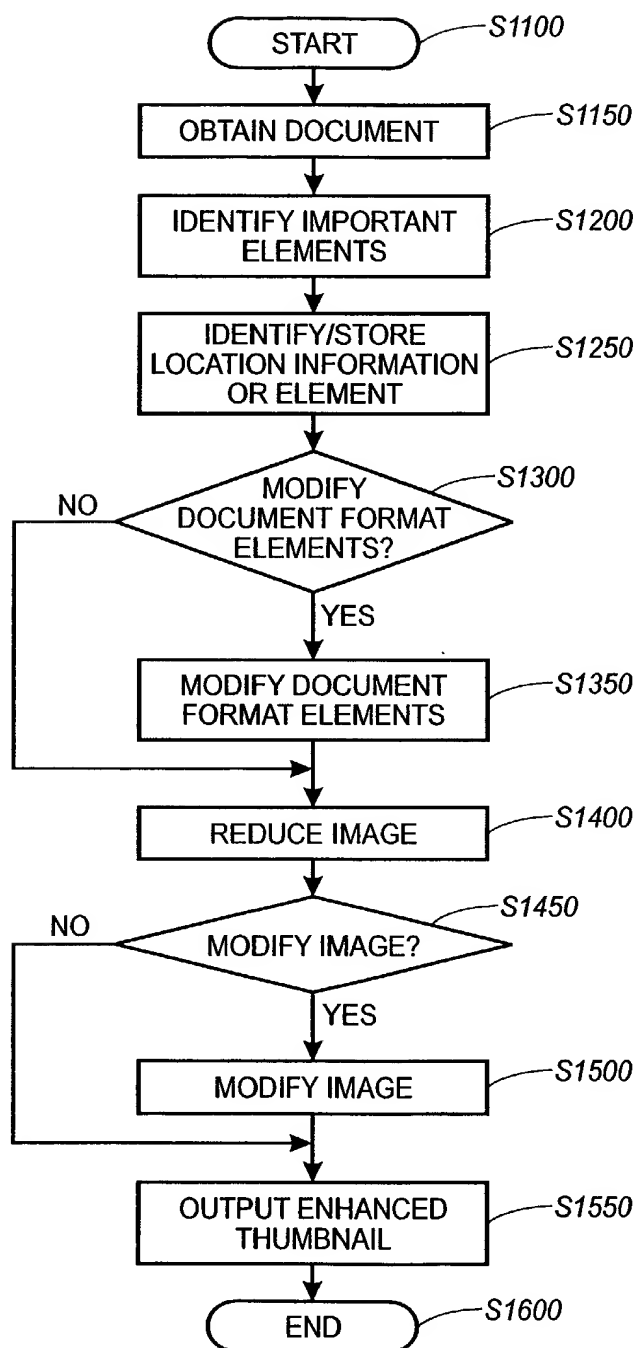 START
S1100
OBTAIN DOCUMENT
S1150
IDENTIFY IMPORTANT
ELEMENTS
S1200
IDENTIFY/STORE
LOCATION INFORMATION
OR ELEMENT
S1250
MODIFY
DOCUMENT FORMAT
ELEMENTS?
S1300
NO
YES
MODIFY DOCUMENT
FORMAT ELEMENTS
S1350
REDUCE IMAGE
S1400
MODIFY IMAGE?
S1450
NO
YES
MODIFY IMAGE
S1500
OUTPUT ENHANCED
THUMBNAIL
S1550
END
S1600